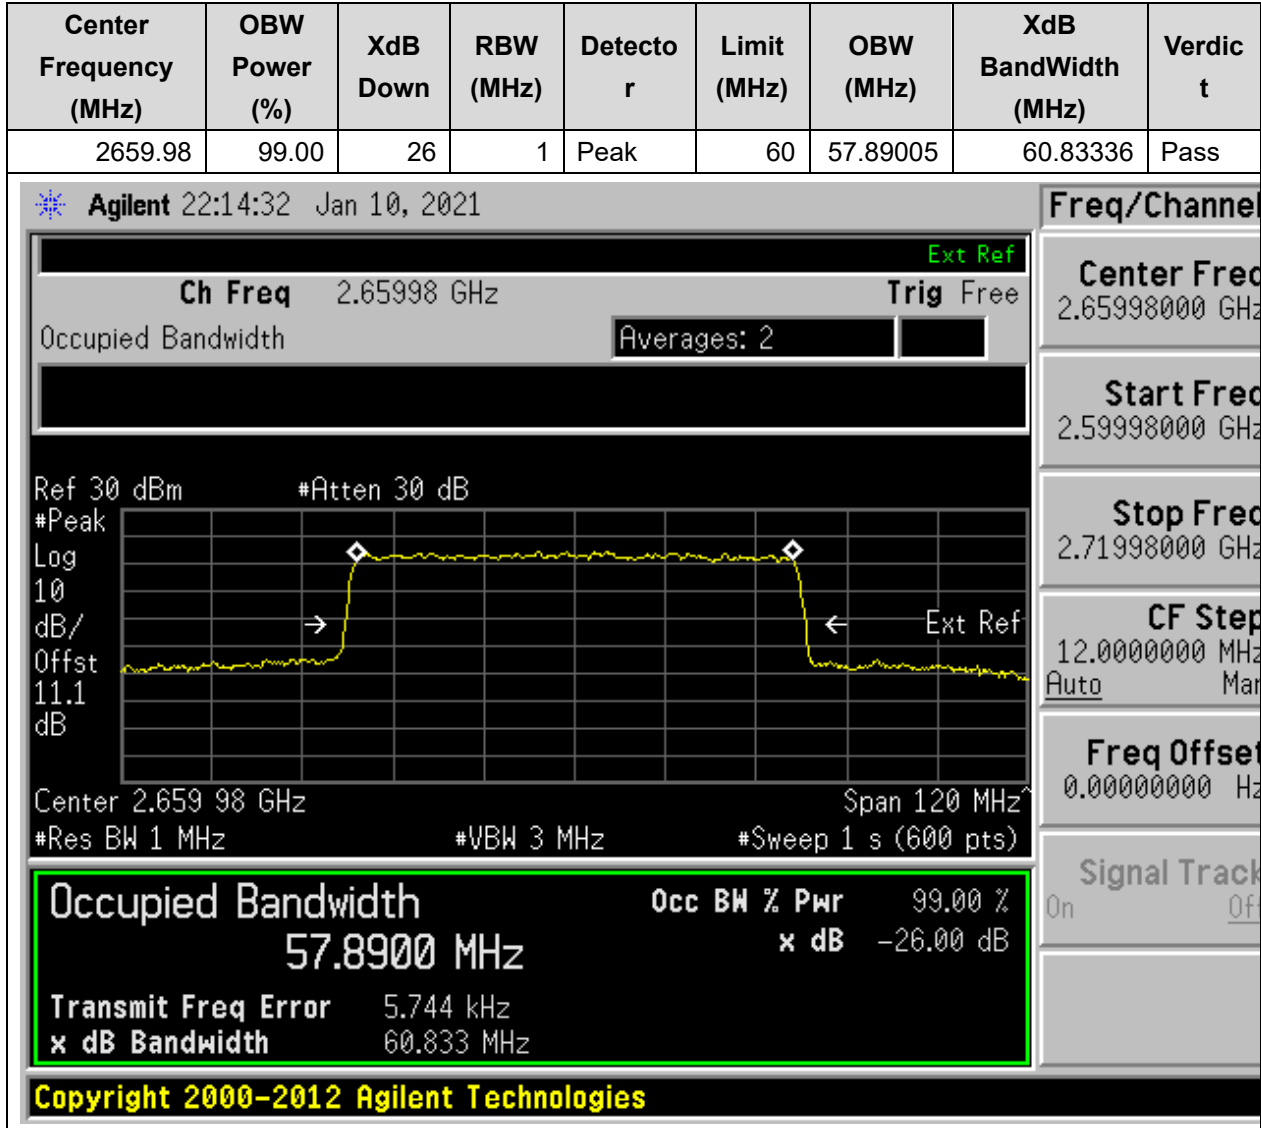 Center Frequency (MHz) OBW Power (%) XdB Down RBW (MHz) Detector Limit (MHz) OBW (MHz) XdB BandWidth (MHz) Verdict
2659.98 99.00 26 1 Peak 60 57.89005 60.83336 Pass
Agilent 22:14:32 Jan 10, 2021
Freq/Channel
Ext Ref
Ch Freq 2.65998 GHz Trig Free
Occupied Bandwidth Averages: 2
Center Freq
2.65998000 GHz
Start Freq
2.59998000 GHz
Stop Freq
2.71998000 GHz
CF Step
12.0000000 MHz
Auto Man
Freq Offset
0.00000000 Hz
Signal Track
On Off
Ref 30 dBm #Atten 30 dB
#Peak
Log
10
dB/
Offst
11.1
dB
Ext Ref
Center 2.659 98 GHz Span 120 MHz^
#Res BW 1 MHz #VBW 3 MHz #Sweep 1 s (600 pts)
Occupied Bandwidth Occ BW % Pwr 99.00 %
57.8900 MHz x dB -26.00 dB
Transmit Freq Error 5.744 kHz
x dB Bandwidth 60.833 MHz
Copyright 2000-2012 Agilent Technologies